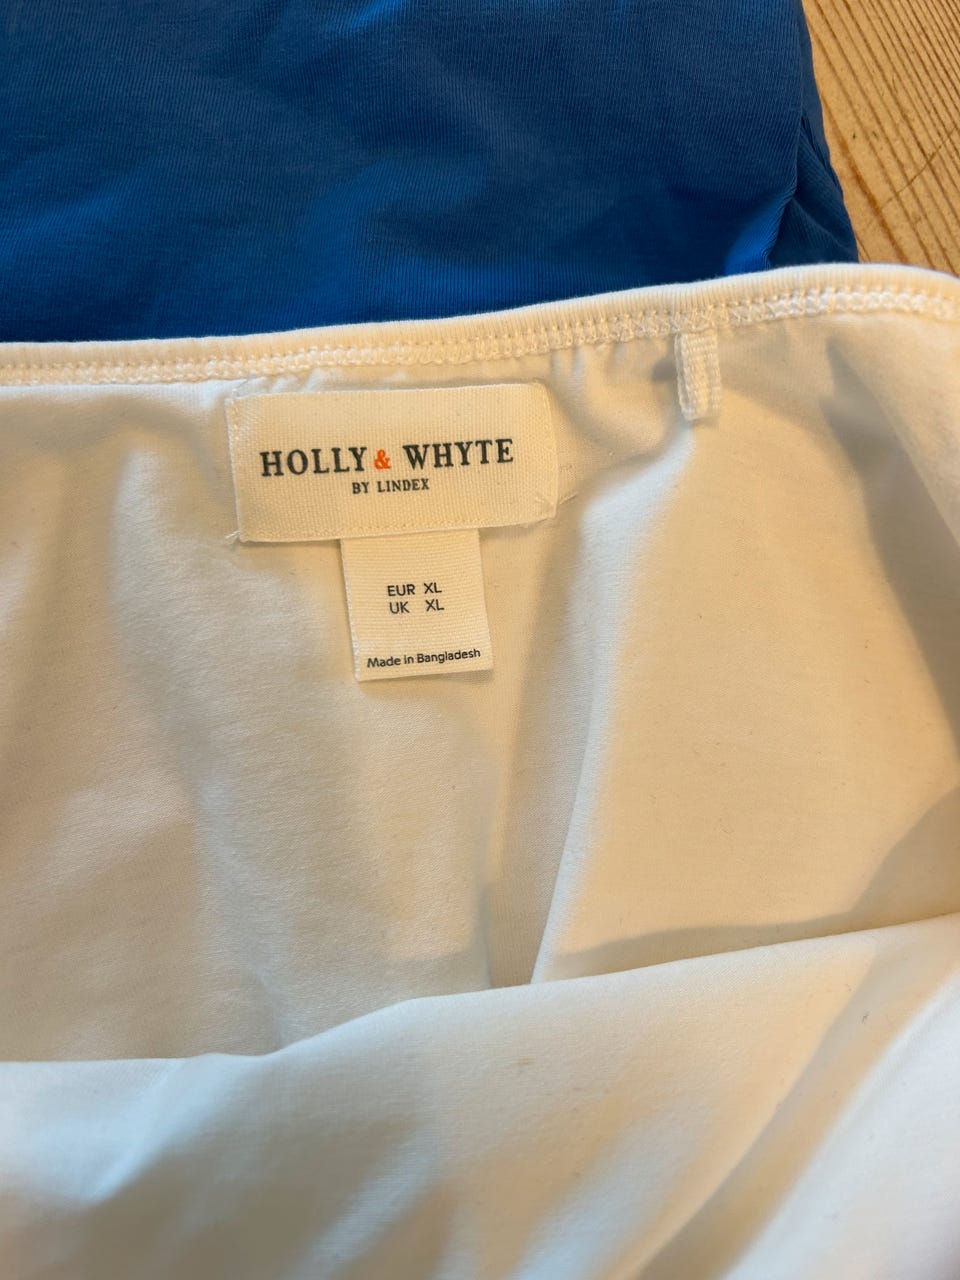 HOLLY & WHYTE
BY LINDEX
EUR XL
UK XL
Made in Bangladesh